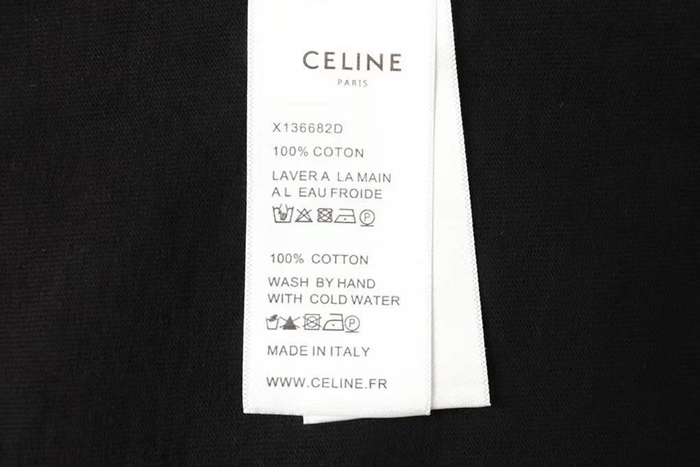 CELINE
PARIS
X136682D
100% COTON
LAVER A LA MAIN
A L EAU FROIDE
P
100% COTTON
WASH BY HAND
WITH COLD WATER
P
MADE IN ITALY
WWW.CELINE.FR